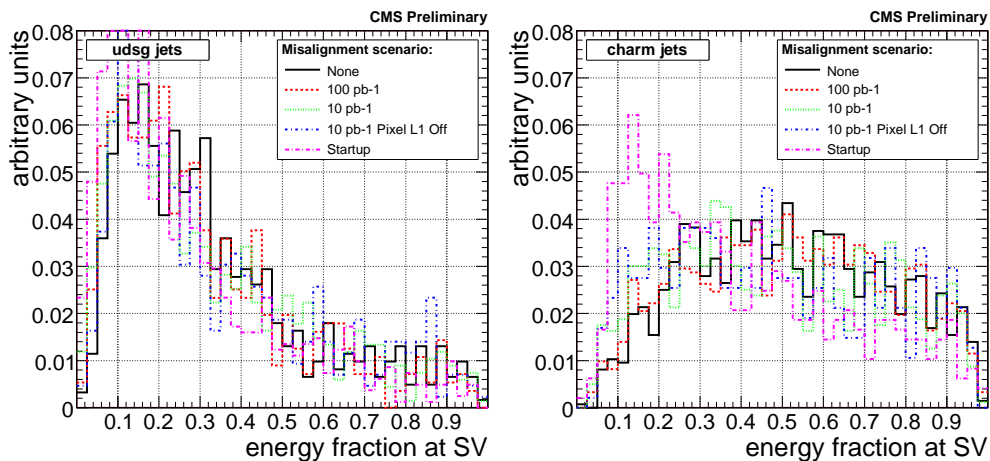 CMS Preliminary
udsg jets
Misalignment scenario:
None
100 pb-1
10 pb-1
10 pb-1 Pixel L1 Off
Startup
arbitrary units
0.08
0.07
0.06
0.05
0.04
0.03
0.02
0.01
0
0.1 0.2 0.3 0.4 0.5 0.6 0.7 0.8 0.9
energy fraction at SV
CMS Preliminary
charm jets
Misalignment scenario:
None
100 pb-1
10 pb-1
10 pb-1 Pixel L1 Off
Startup
arbitrary units
0.08
0.07
0.06
0.05
0.04
0.03
0.02
0.01
0
0.1 0.2 0.3 0.4 0.5 0.6 0.7 0.8 0.9
energy fraction at SV